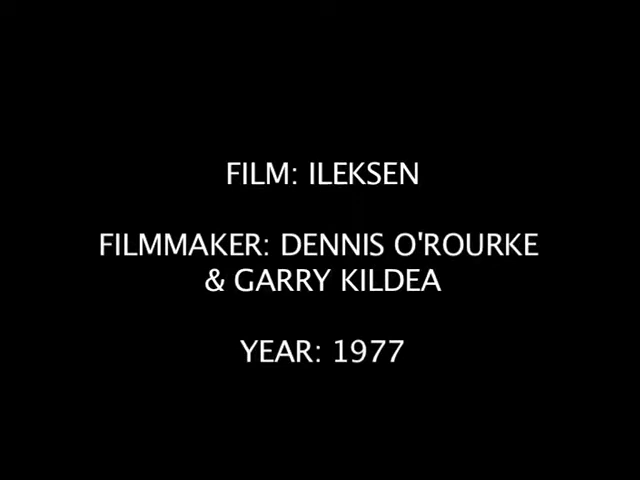 FILM: ILEKSEN
FILMMAKER: DENNIS O'ROURKE
& GARRY KILDEA
YEAR: 1977